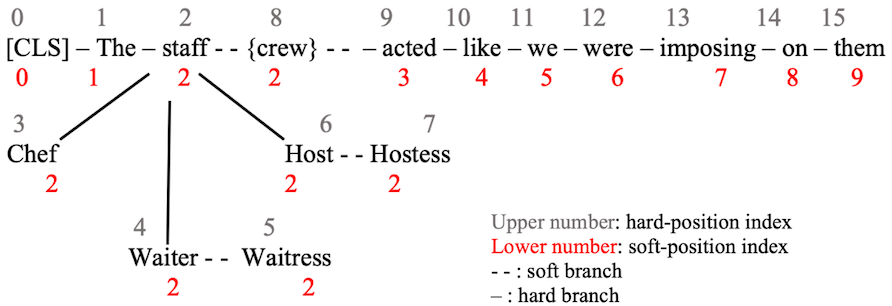 0 1 2 8 9 10 11 12 13 14 15
[CLS] – The – staff - - {crew} - - – acted – like – we – were – imposing – on – them
0 1 2 2 3 4 5 6 7 8 9
3 6 7
Chef Host - - Hostess
2 2 2
4 5
Waiter - - Waitress
2 2
Upper number: hard-position index
Lower number: soft-position index
- - : soft branch
– : hard branch